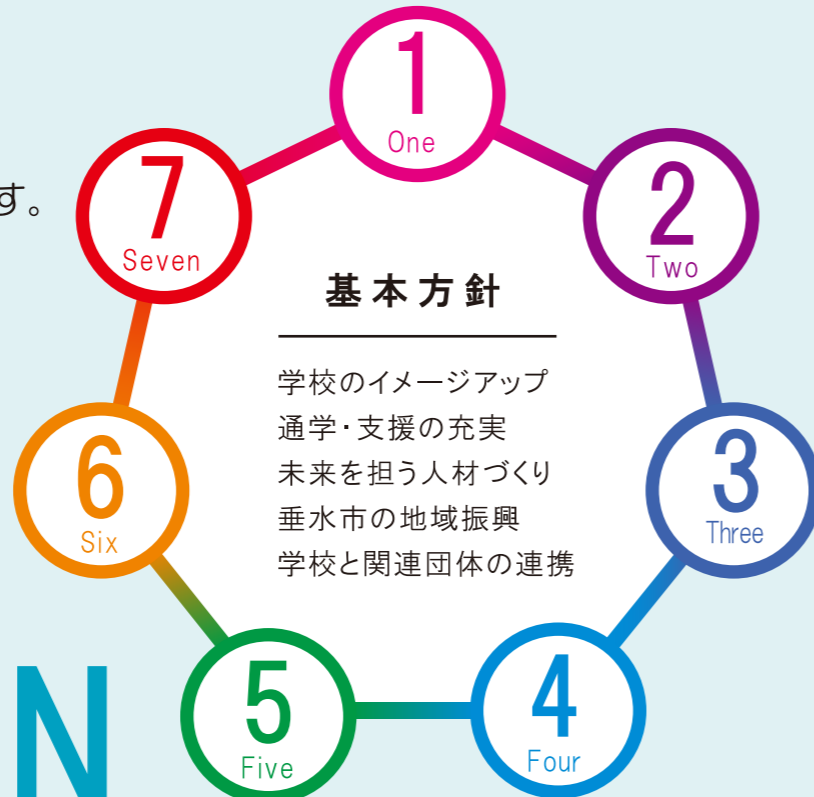 1
One
2
Two
7
Seven
す。
基本方針
学校のイメージアップ
通学・支援の充実
未来を担う人材づくり
垂水市の地域振興
学校と関連団体の連携
3
Three
6
Six
4
Four
5
Five
N